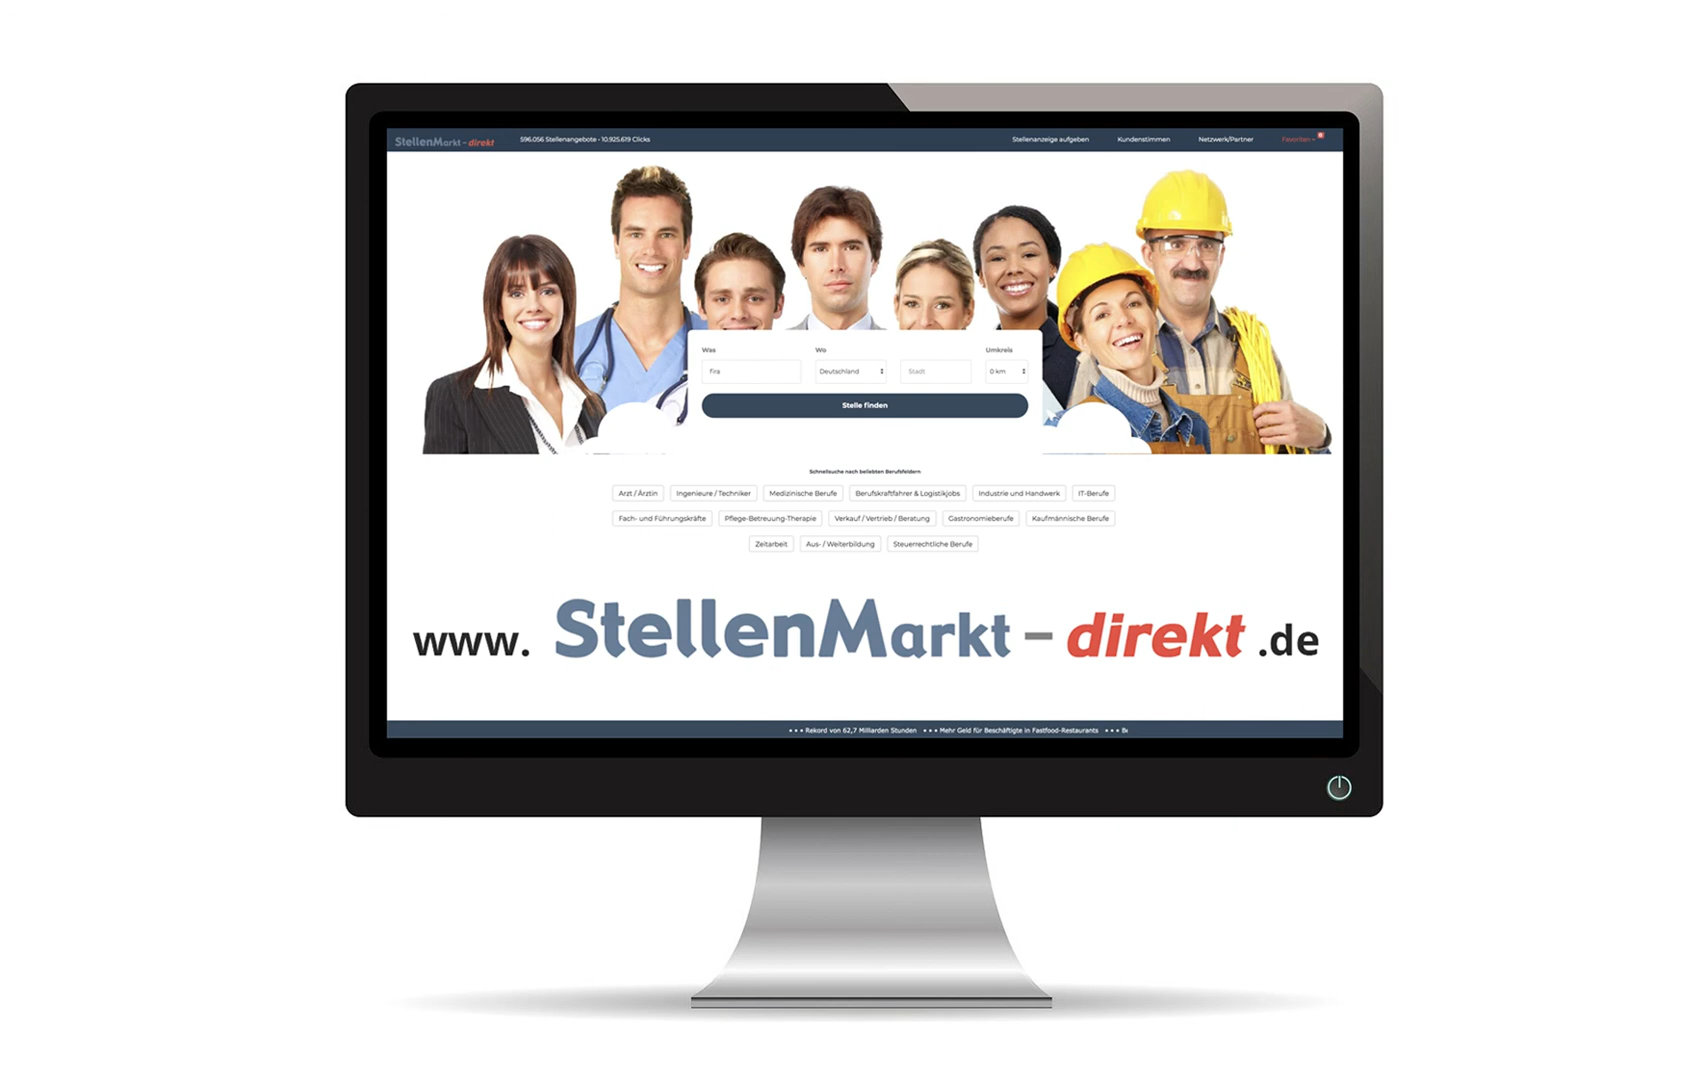 StellenMarkt - direkt 596.056 Stellenangebote • 10.925.619 Clicks Stellenanzeige aufgeben Kundenstimmen Netzwerk/Partner Favoriten
Was Wo Umkreis
fira Deutschland Stadt 0 km
Stelle finden
Schnellsuche nach beliebten Berufsfeldern
Arzt / Ärztin Ingenieure / Techniker Medizinische Berufe Berufskraftfahrer & Logistikjobs Industrie und Handwerk IT-Berufe
Fach- und Führungskräfte Pflege-Betreuung-Therapie Verkauf / Vertrieb / Beratung Gastronomieberufe Kaufmännische Berufe
Zeitarbeit Aus- / Weiterbildung Steuerrechtliche Berufe
www. StellenMarkt - direkt .de
• • • Rekord von 62,7 Milliarden Stunden • • • Mehr Geld für Beschäftigte in Fastfood-Restaurants • • • Be